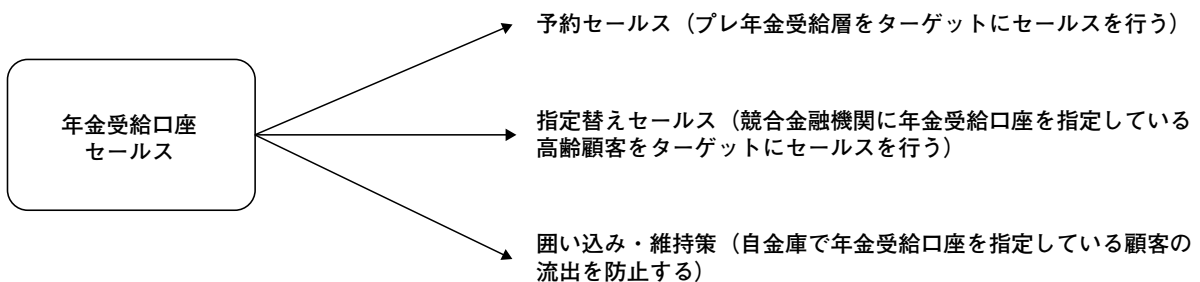 年金受給口座
セールス
予約セールス（プレ年金受給層をターゲットにセールスを行う）
指定替えセールス（競合金融機関に年金受給口座を指定している
高齢顧客をターゲットにセールスを行う）
囲い込み・維持策（自金庫で年金受給口座を指定している顧客の
流出を防止する）